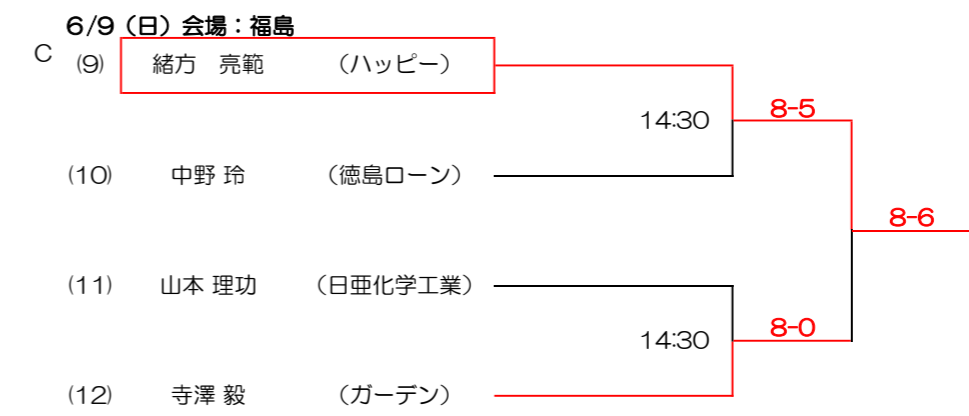 6/9（日）会場：福島
C (9) 緒方　亮範 （ハッピー）
14:30 8-5
(10) 中野 玲 （徳島ローン）
8-6
(11) 山本 理功 （日亜化学工業）
14:30 8-0
(12) 寺澤 毅 （ガーデン）